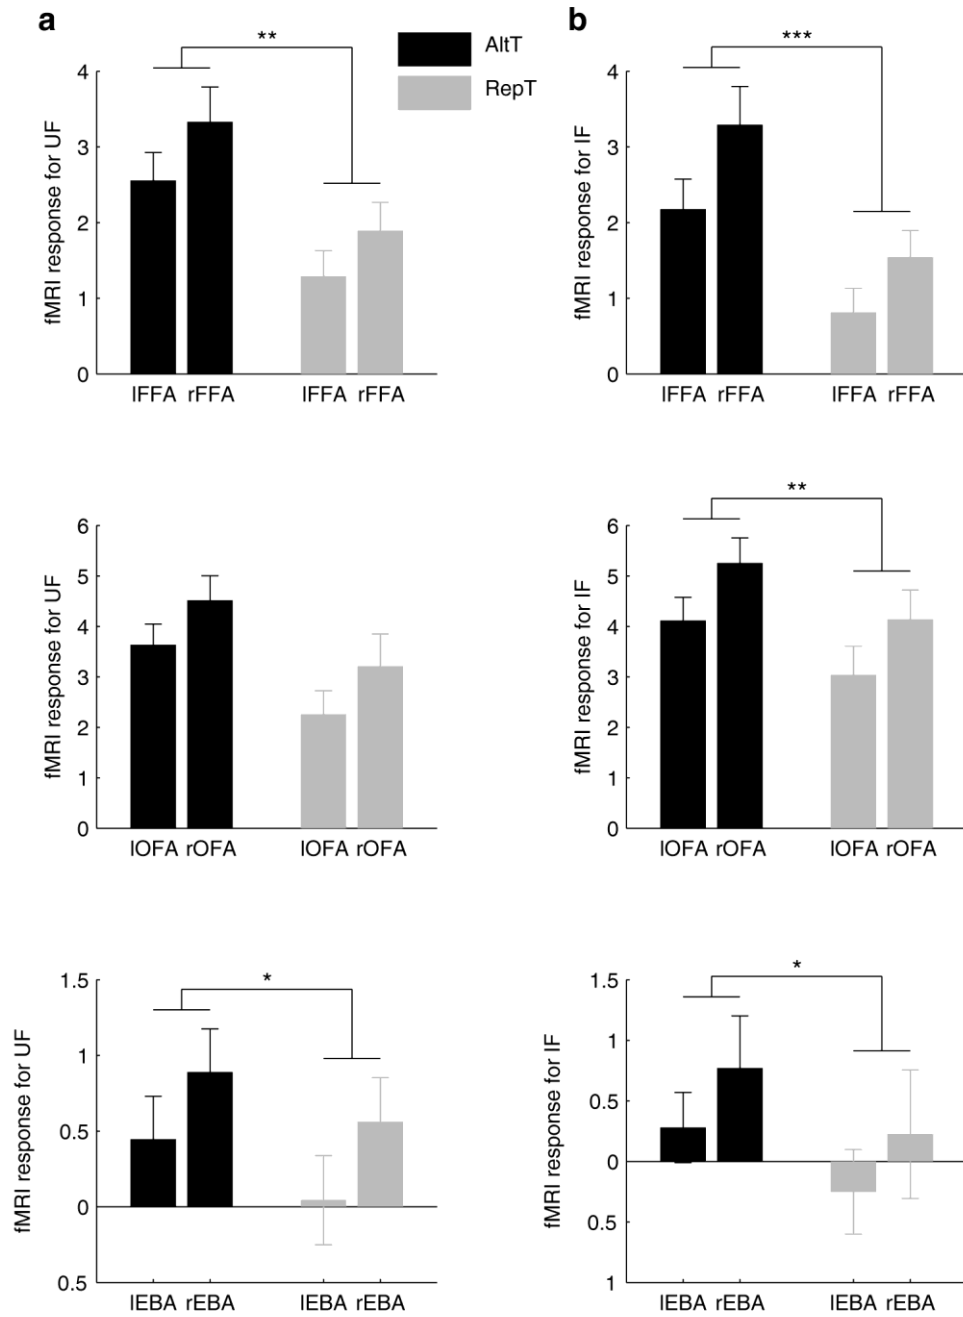 a
b
**
***
AltT
RepT
fMRI response for UF
4
3
2
1
0
lFFA rFFA
lFFA rFFA
fMRI response for IF
4
3
2
1
0
lFFA rFFA
lFFA rFFA
fMRI response for UF
6
5
4
3
2
1
0
lOFA rOFA
lOFA rOFA
**
fMRI response for IF
6
5
4
3
2
1
0
lOFA rOFA
lOFA rOFA
*
fMRI response for UF
1.5
1
0.5
0
0.5
lEBA rEBA
lEBA rEBA
*
fMRI response for IF
1.5
1
0.5
0
0.5
1
lEBA rEBA
lEBA rEBA